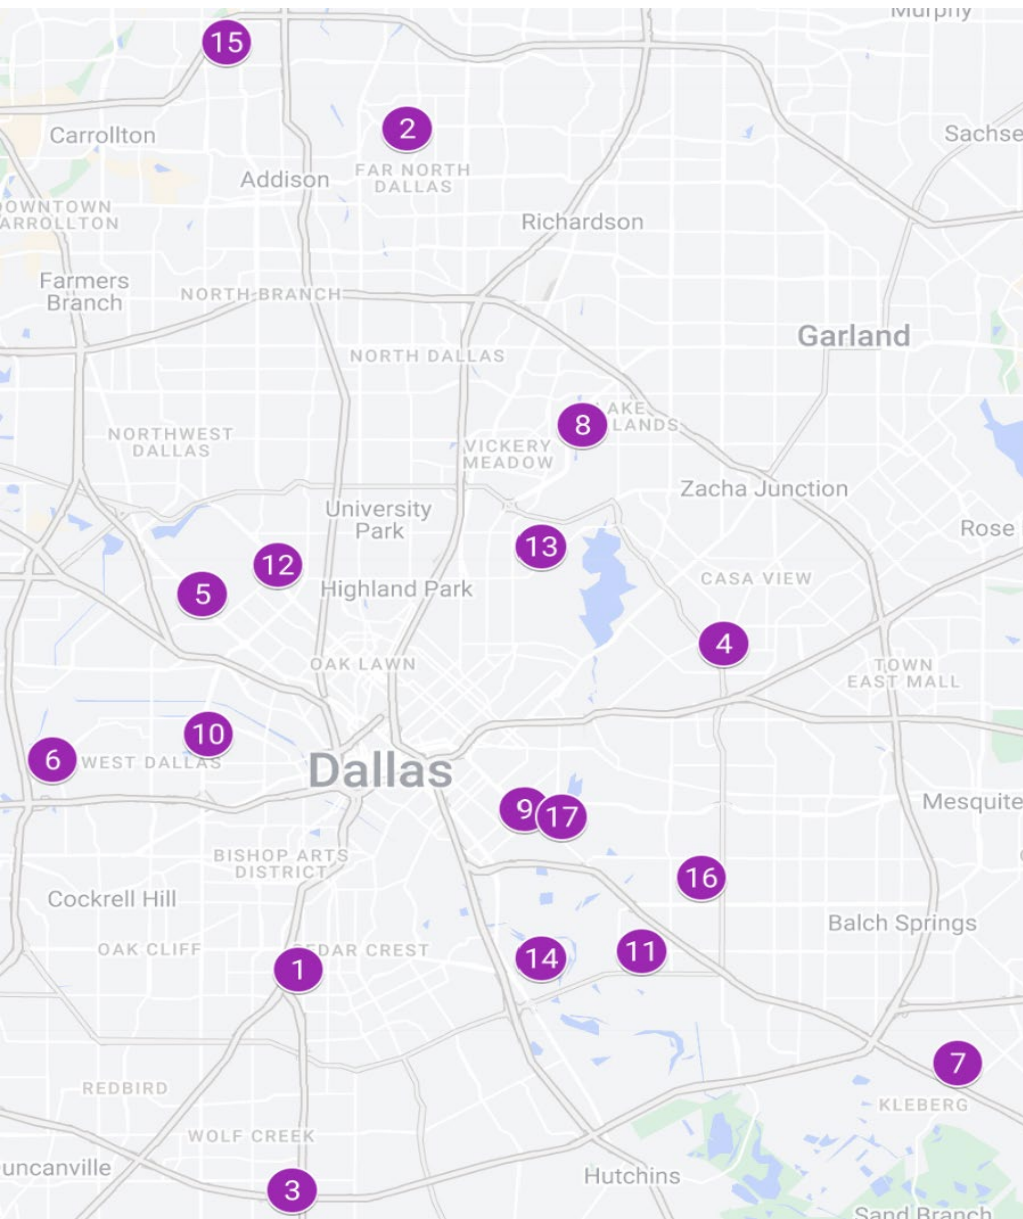 Murphy
15
2
Carrollton
Sachse
Addison
FAR NORTH
DALLAS
DOWNTOWN
CARROLLTON
Richardson
Farmers
Branch
NORTH BRANCH
Garland
NORTH DALLAS
8
LAKE
LANDS
NORTHWEST
DALLAS
VICKERY
MEADOW
Zacha Junction
University
Park
Rose
13
12
5
Highland Park
CASA VIEW
4
OAK LAWN
TOWN
EAST MALL
10
6
WEST DALLAS
Dallas
9
17
Mesquite
BISHOP ARTS
DISTRICT
16
Cockrell Hill
Balch Springs
OAK CLIFF
CEDAR CREST
14
11
1
7
REDBIRD
KLEBERG
WOLF CREEK
uncanville
Hutchins
3
Sand Branch